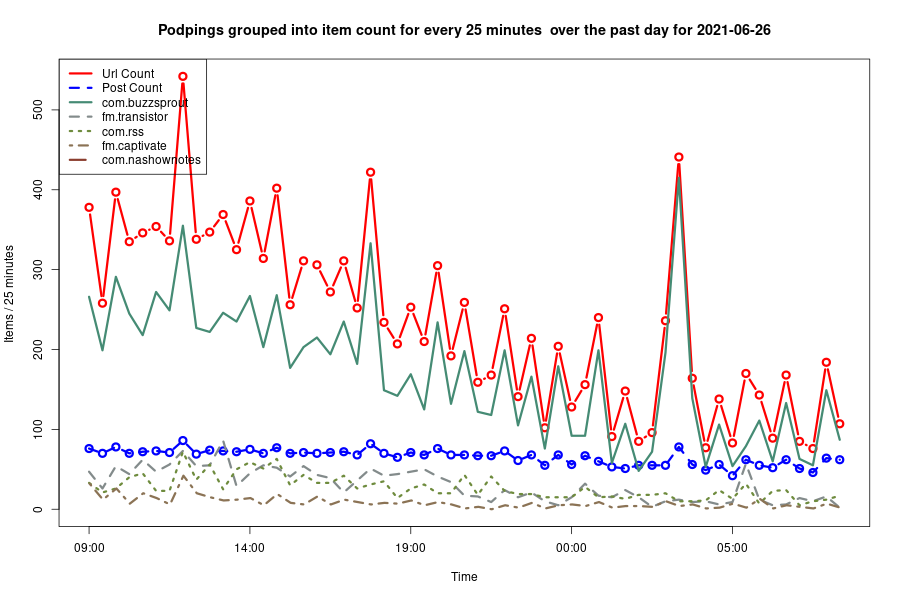 Podpings grouped into item count for every 25 minutes  over the past day for 2021-06-26
Url Count
Post Count
com.buzzsprout
fm.transistor
com.rss
fm.captivate
com.nashownotes
Items / 25 minutes
500
400
300
200
100
0
09:00 14:00 19:00 00:00 05:00
Time